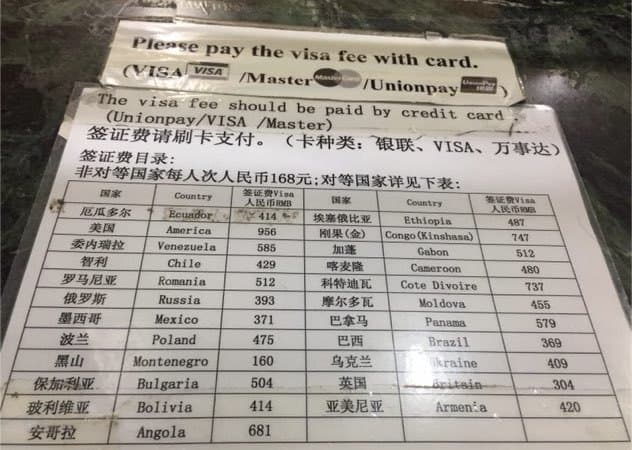 Please pay the visa fee with card.
(VISA VISA /Master MasterCard /Unionpay UnionPay 银联)
The visa fee should be paid by credit card.
(Unionpay/VISA /Master)
签证费请刷卡支付。（卡种类：银联、VISA、万事达）
签证费目录：
非对等国家每人次人民币168元;对等国家详见下表：
国家 Country 签证费Visa 人民币RMB 国家 Country 签证费Visa 人民币RMB
厄瓜多尔 Ecuador 414 埃塞俄比亚 Ethiopia 487
美国 America 956 刚果(金) Congo(Kinshasa) 747
委内瑞拉 Venezuela 585 加蓬 Gabon 512
智利 Chile 429 喀麦隆 Cameroon 480
罗马尼亚 Romania 512 科特迪瓦 Cote Divoire 737
俄罗斯 Russia 393 摩尔多瓦 Moldova 455
墨西哥 Mexico 371 巴拿马 Panama 579
波兰 Poland 475 巴西 Brazil 369
黑山 Montenegro 160 乌克兰 Ukraine 409
保加利亚 Bulgaria 504 英国 Britain 304
玻利维亚 Bolivia 414 亚美尼亚 Armenia 420
安哥拉 Angola 681